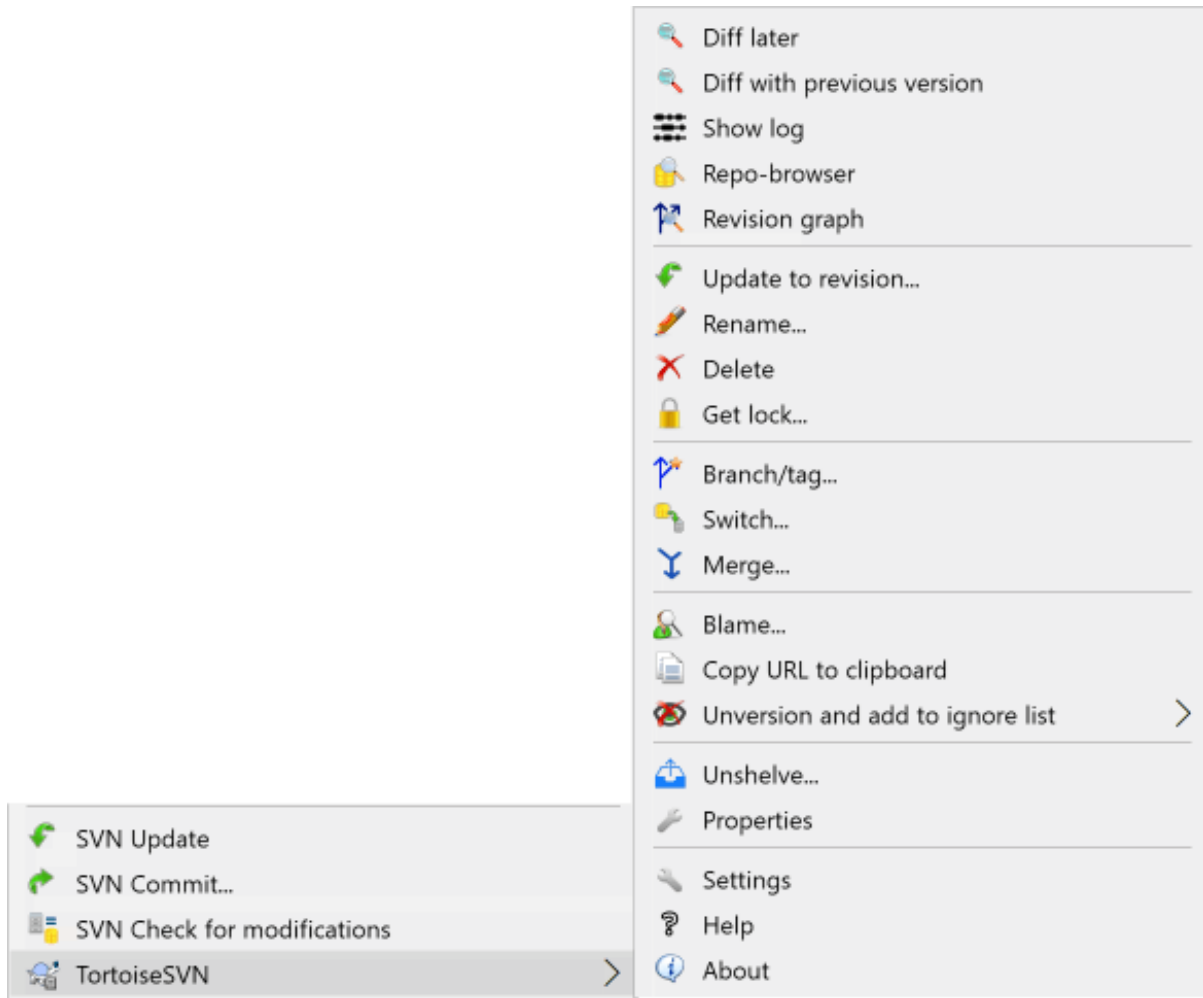 Diff later
Diff with previous version
Show log
Repo-browser
Revision graph
Update to revision...
Rename...
Delete
Get lock...
Branch/tag...
Switch...
Merge...
Blame...
Copy URL to clipboard
Unversion and add to ignore list
Unshelve...
Properties
Settings
Help
About
SVN Update
SVN Commit...
SVN Check for modifications
TortoiseSVN